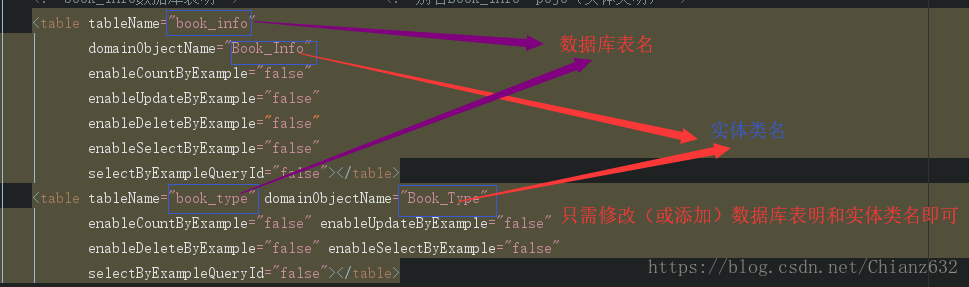 <table tableName="book_info"
数据库表名
domainObjectName="Book_Info"
enableCountByExample="false"
enableUpdateByExample="false"
enableDeleteByExample="false"
实体类名
enableSelectByExample="false"
selectByExampleQueryId="false"></table>
<table tableName="book_type" domainObjectName="Book_Type"
只需修改（或添加）数据库表明和实体类名即可
enableCountByExample="false" enableUpdateByExample="false"
enableDeleteByExample="false" enableSelectByExample="false"
selectByExampleQueryId="false"></table>
https://blog.csdn.net/Chianz632